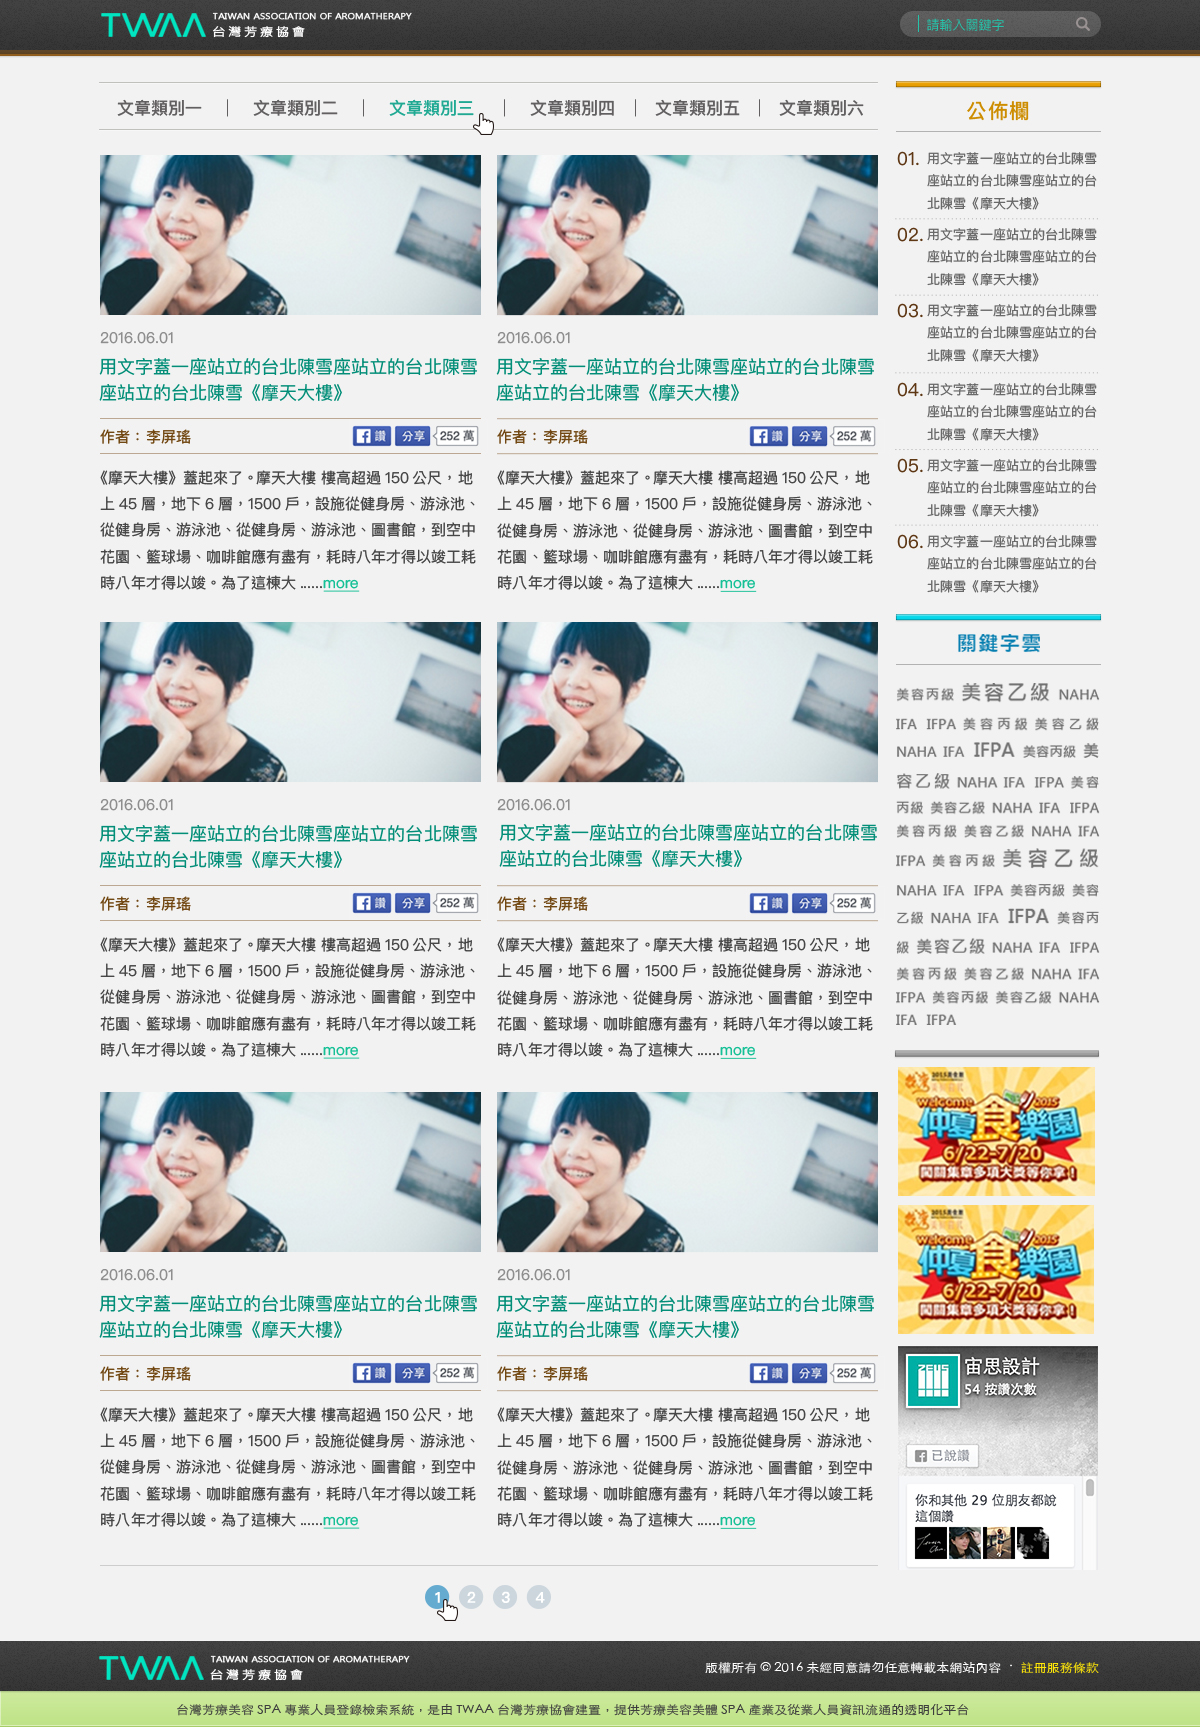 TWAA TAIWAN ASSOCIATION OF AROMATHERAPY
台灣芳療協會
請輸入關鍵字
文章類別一
文章類別二
文章類別三
文章類別四
文章類別五
文章類別六
2016.06.01
用文字蓋一座站立的台北陳雪座站立的台北陳雪
座站立的台北陳雪《摩天大樓》
作者：李屏瑤
讚 分享 252 萬
《摩天大樓》蓋起來了。摩天大樓 樓高超過 150 公尺，地
上 45 層，地下 6 層，1500 戶，設施從健身房、游泳池、
從健身房、游泳池、從健身房、游泳池、圖書館，到空中
花園、籃球場、咖啡館應有盡有，耗時八年才得以竣工耗
時八年才得以竣。為了這棟大 ......more
2016.06.01
用文字蓋一座站立的台北陳雪座站立的台北陳雪
座站立的台北陳雪《摩天大樓》
作者：李屏瑤
讚 分享 252 萬
《摩天大樓》蓋起來了。摩天大樓 樓高超過 150 公尺，地
上 45 層，地下 6 層，1500 戶，設施從健身房、游泳池、
從健身房、游泳池、從健身房、游泳池、圖書館，到空中
花園、籃球場、咖啡館應有盡有，耗時八年才得以竣工耗
時八年才得以竣。為了這棟大 ......more
2016.06.01
用文字蓋一座站立的台北陳雪座站立的台北陳雪
座站立的台北陳雪《摩天大樓》
作者：李屏瑤
讚 分享 252 萬
《摩天大樓》蓋起來了。摩天大樓 樓高超過 150 公尺，地
上 45 層，地下 6 層，1500 戶，設施從健身房、游泳池、
從健身房、游泳池、從健身房、游泳池、圖書館，到空中
花園、籃球場、咖啡館應有盡有，耗時八年才得以竣工耗
時八年才得以竣。為了這棟大 ......more
2016.06.01
用文字蓋一座站立的台北陳雪座站立的台北陳雪
座站立的台北陳雪《摩天大樓》
作者：李屏瑤
讚 分享 252 萬
《摩天大樓》蓋起來了。摩天大樓 樓高超過 150 公尺，地
上 45 層，地下 6 層，1500 戶，設施從健身房、游泳池、
從健身房、游泳池、從健身房、游泳池、圖書館，到空中
花園、籃球場、咖啡館應有盡有，耗時八年才得以竣工耗
時八年才得以竣。為了這棟大 ......more
2016.06.01
用文字蓋一座站立的台北陳雪座站立的台北陳雪
座站立的台北陳雪《摩天大樓》
作者：李屏瑤
讚 分享 252 萬
《摩天大樓》蓋起來了。摩天大樓 樓高超過 150 公尺，地
上 45 層，地下 6 層，1500 戶，設施從健身房、游泳池、
從健身房、游泳池、從健身房、游泳池、圖書館，到空中
花園、籃球場、咖啡館應有盡有，耗時八年才得以竣工耗
時八年才得以竣。為了這棟大 ......more
2016.06.01
用文字蓋一座站立的台北陳雪座站立的台北陳雪
座站立的台北陳雪《摩天大樓》
作者：李屏瑤
讚 分享 252 萬
《摩天大樓》蓋起來了。摩天大樓 樓高超過 150 公尺，地
上 45 層，地下 6 層，1500 戶，設施從健身房、游泳池、
從健身房、游泳池、從健身房、游泳池、圖書館，到空中
花園、籃球場、咖啡館應有盡有，耗時八年才得以竣工耗
時八年才得以竣。為了這棟大 ......more
1 2 3 4
公佈欄
01. 用文字蓋一座站立的台北陳雪
座站立的台北陳雪座站立的台
北陳雪《摩天大樓》
02. 用文字蓋一座站立的台北陳雪
座站立的台北陳雪座站立的台
北陳雪《摩天大樓》
03. 用文字蓋一座站立的台北陳雪
座站立的台北陳雪座站立的台
北陳雪《摩天大樓》
04. 用文字蓋一座站立的台北陳雪
座站立的台北陳雪座站立的台
北陳雪《摩天大樓》
05. 用文字蓋一座站立的台北陳雪
座站立的台北陳雪座站立的台
北陳雪《摩天大樓》
06. 用文字蓋一座站立的台北陳雪
座站立的台北陳雪座站立的台
北陳雪《摩天大樓》
關鍵字雲
美容丙級 美容乙級 NAHA
IFA IFPA 美容丙級 美容乙級
NAHA IFA IFPA 美容丙級 美
容乙級 NAHA IFA IFPA 美容
丙級 美容乙級 NAHA IFA IFPA
美容丙級 美容乙級 NAHA IFA
IFPA 美容丙級 美容乙級
NAHA IFA IFPA 美容丙級 美容
乙級 NAHA IFA IFPA 美容丙
級 美容乙級 NAHA IFA IFPA
美容丙級 美容乙級 NAHA IFA
IFPA 美容丙級 美容乙級 NAHA
IFA IFPA
welcome 2015
仲夏食樂園
6/22-7/20
闖關集章多項大獎等你拿！
welcome 2015
仲夏食樂園
6/22-7/20
闖關集章多項大獎等你拿！
ZEUS
宙思設計
54 按讚次數
已說讚
你和其他 29 位朋友都說
這個讚
TWAA TAIWAN ASSOCIATION OF AROMATHERAPY
台灣芳療協會
版權所有 © 2016 未經同意請勿任意轉載本網站內容 · 註冊服務條款
台灣芳療美容 SPA 專業人員登錄檢索系統，是由 TWAA 台灣芳療協會建置，提供芳療美容美體 SPA 產業及從業人員資訊流通的透明化平台